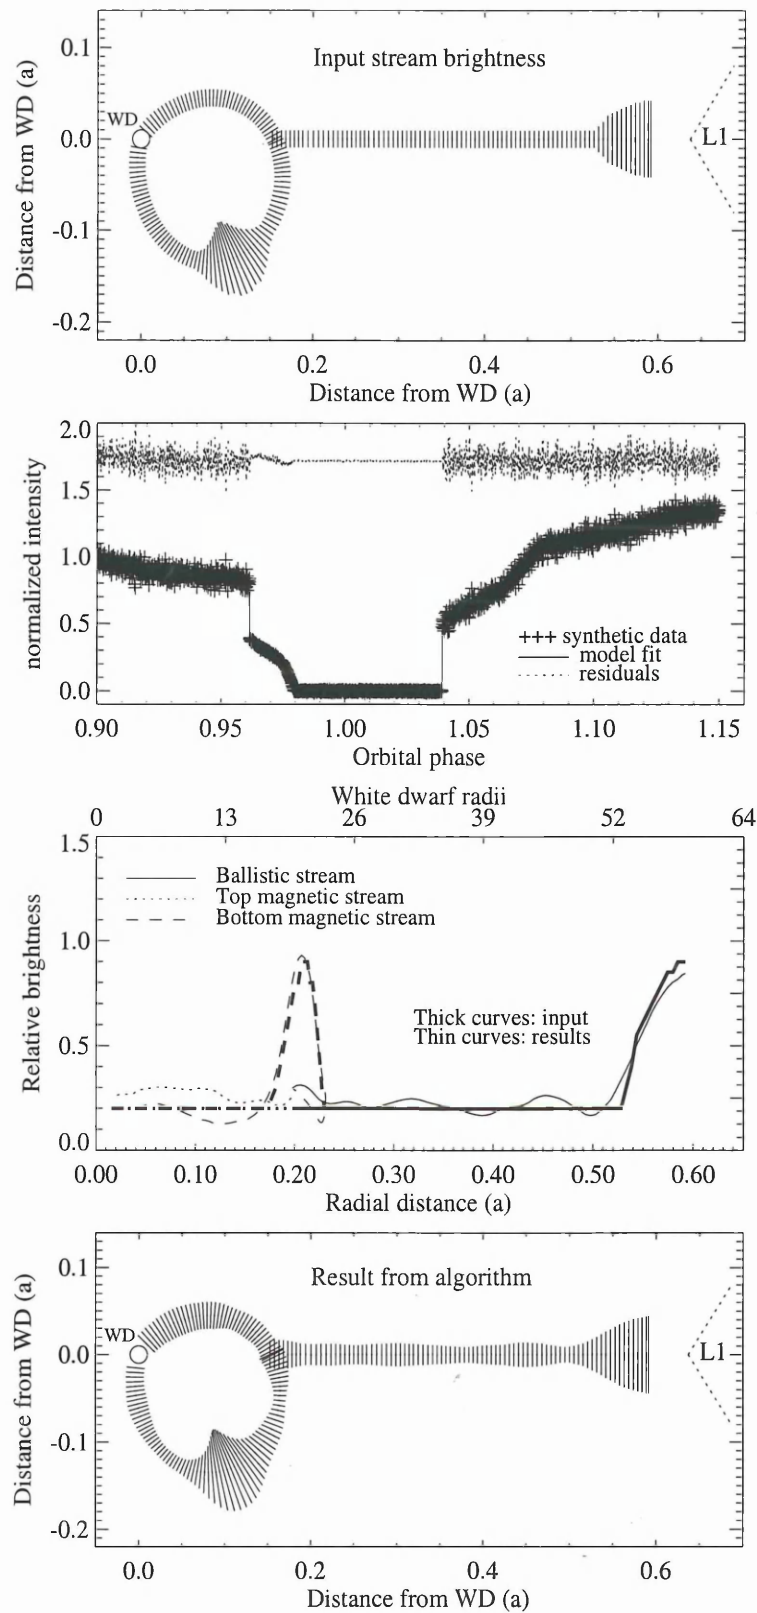 Input stream brightness
Distance from WD (a)
0.1
0.0
-0.1
-0.2
WD
L1
0.0 0.2 0.4 0.6
Distance from WD (a)
normalized intensity
2.0
1.5
1.0
0.5
0.0
+++ synthetic data
model fit
residuals
0.90 0.95 1.00 1.05 1.10 1.15
Orbital phase
White dwarf radii
0 13 26 39 52 64
Relative brightness
1.5
1.0
0.5
0.0
Ballistic stream
Top magnetic stream
Bottom magnetic stream
Thick curves: input
Thin curves: results
0.00 0.10 0.20 0.30 0.40 0.50 0.60
Radial distance (a)
Result from algorithm
Distance from WD (a)
0.1
0.0
-0.1
-0.2
WD
L1
0.0 0.2 0.4 0.6
Distance from WD (a)